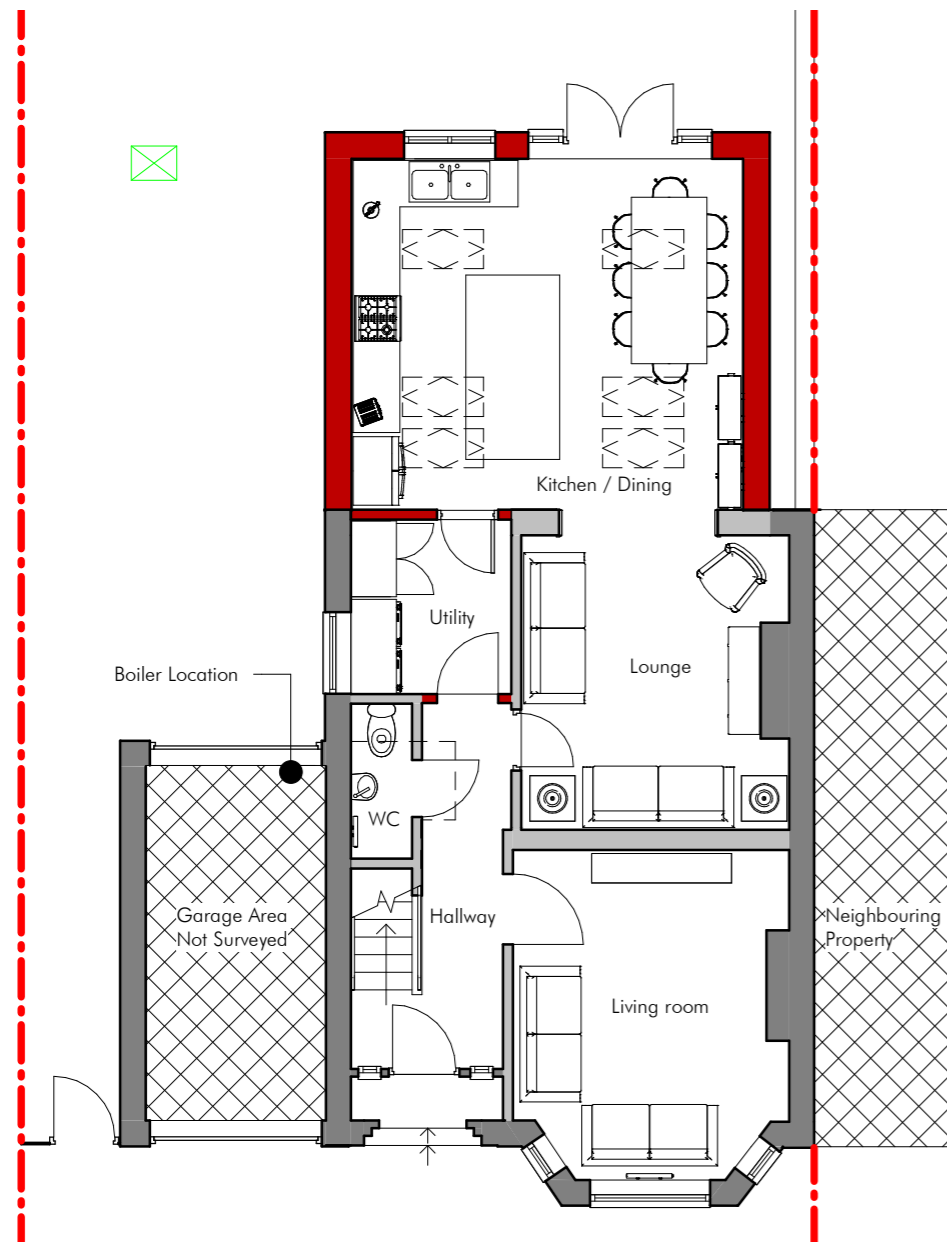 Kitchen / Dining
Utility
Lounge
Boiler Location
WC
Garage Area
Not Surveyed
Hallway
Neighbouring
Property
Living room